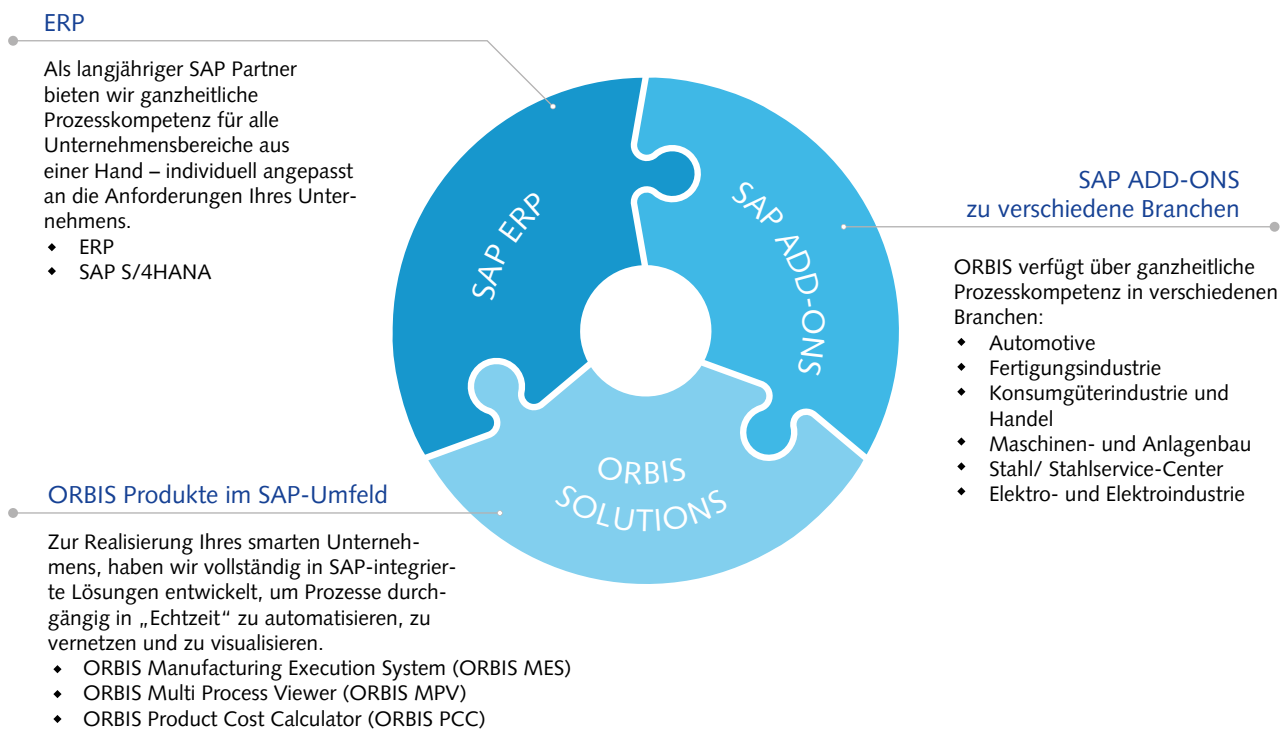 ERP
Als langjähriger SAP Partner
bieten wir ganzheitliche
Prozesskompetenz für alle
Unternehmensbereiche aus
einer Hand – individuell angepasst
an die Anforderungen Ihres Unter-
nehmens.
◆ ERP
◆ SAP S/4HANA
SAP ERP
SAP ADD-ONS
ORBIS
SOLUTIONS
SAP ADD-ONS
zu verschiedene Branchen
ORBIS verfügt über ganzheitliche
Prozesskompetenz in verschiedenen
Branchen:
◆ Automotive
◆ Fertigungsindustrie
◆ Konsumgüterindustrie und
Handel
◆ Maschinen- und Anlagenbau
◆ Stahl/ Stahlservice-Center
◆ Elektro- und Elektroindustrie
ORBIS Produkte im SAP-Umfeld
Zur Realisierung Ihres smarten Unterneh-
mens, haben wir vollständig in SAP-integrier-
te Lösungen entwickelt, um Prozesse durch-
gängig in „Echtzeit“ zu automatisieren, zu
vernetzen und zu visualisieren.
◆ ORBIS Manufacturing Execution System (ORBIS MES)
◆ ORBIS Multi Process Viewer (ORBIS MPV)
◆ ORBIS Product Cost Calculator (ORBIS PCC)